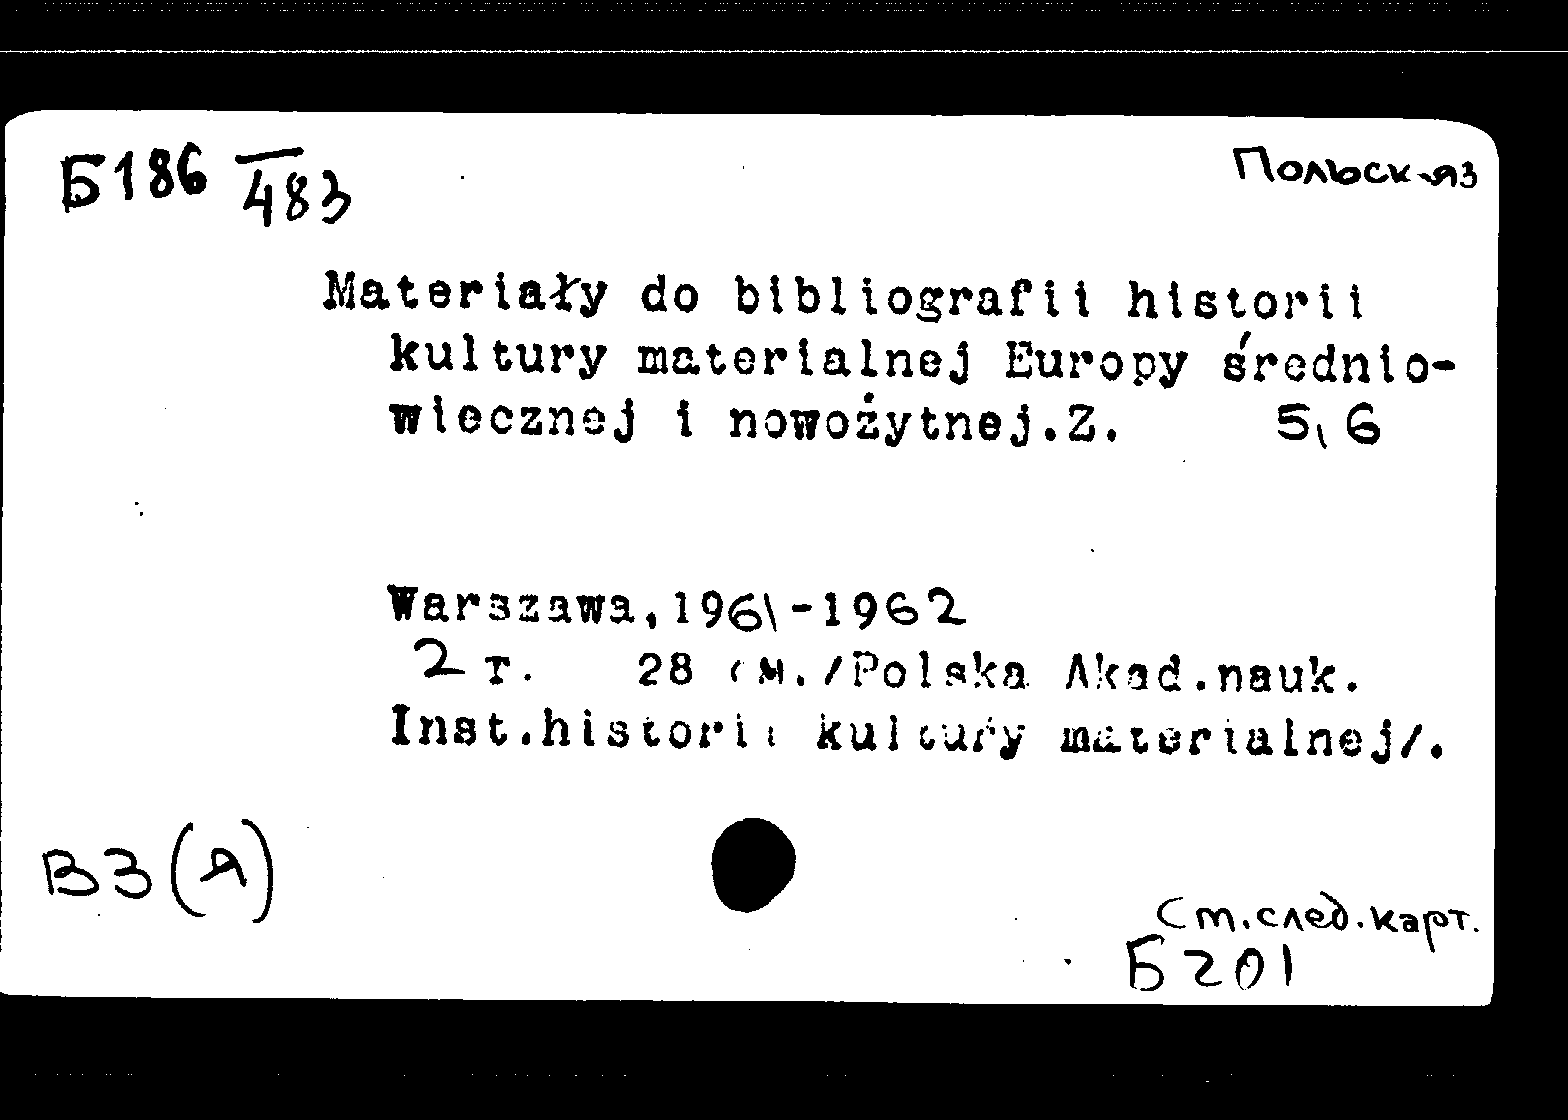 Б186 483
Польск яз
Materiały do bibliografii historii
kultury materialnej Europy średnio-
wiecznej i nowożytnej.Z. 5, 6
Warszawa,1961-1962
2 т. 28 см./Polska Akad.nauk.
Inst.historii kultury materialnej/.
В3(Я)
См.след.карт.
Б201